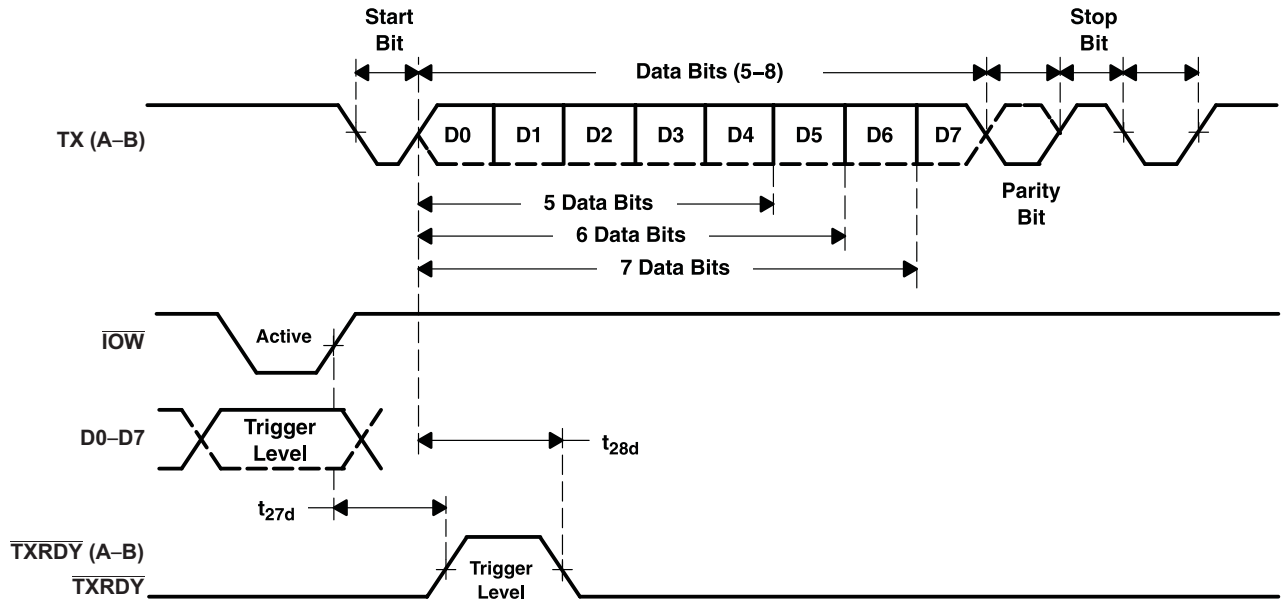 Start
Bit
Stop
Bit
Data Bits (5–8)
TX (A–B)
D0 D1 D2 D3 D4 D5 D6 D7
Parity
Bit
5 Data Bits
6 Data Bits
7 Data Bits
IOW
Active
D0–D7
Trigger
Level
t28d
t27d
TXRDY (A–B)
TXRDY
Trigger
Level